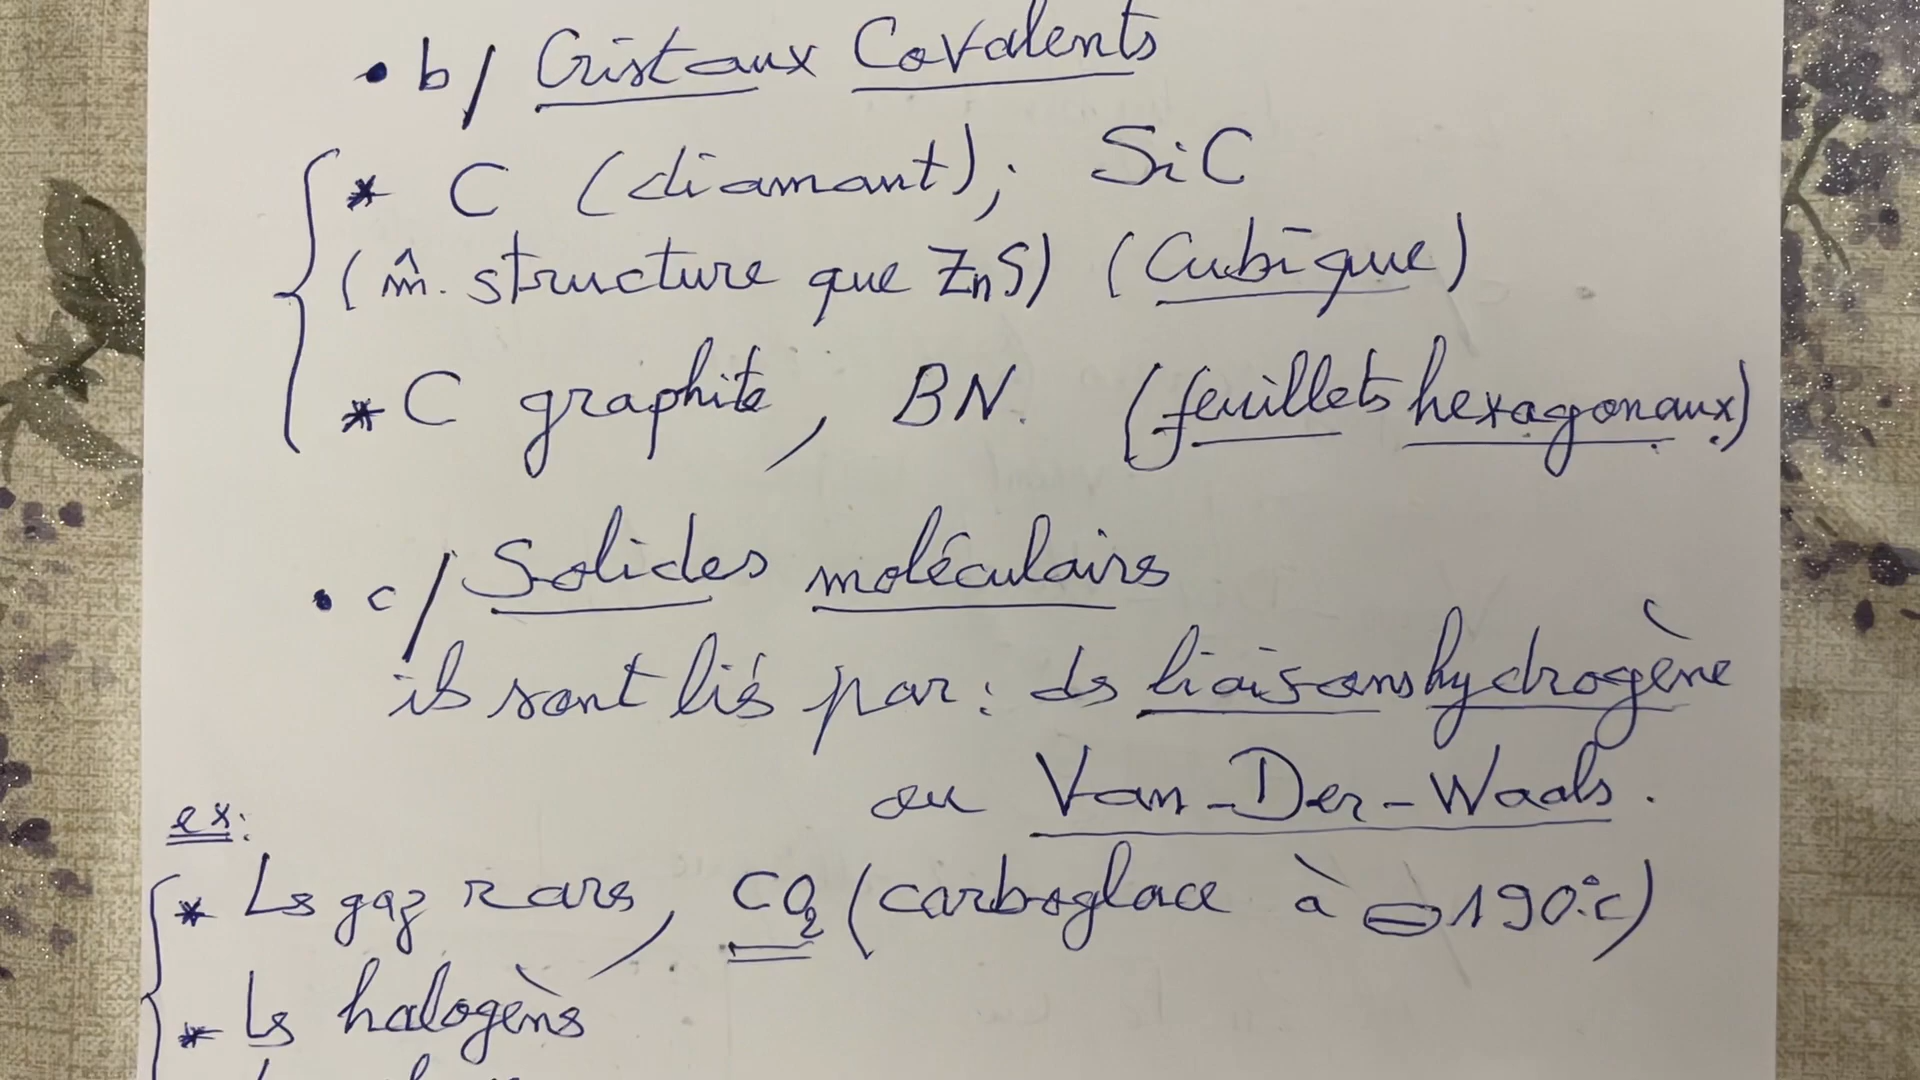 • b/ Cristaux Covalents
* C (diamant); SiC
(m̂. structure que ZnS) (Cubique)
* C graphite, BN. (feuillets hexagonaux)
• c/ Solides moléculaires
ils sont liés par: ds liaisons hydrogène
ou Van-Der-Waals.
ex:
* Ls gaz rares, CO₂ (carboglace à -190°C)
* Ls halogèns